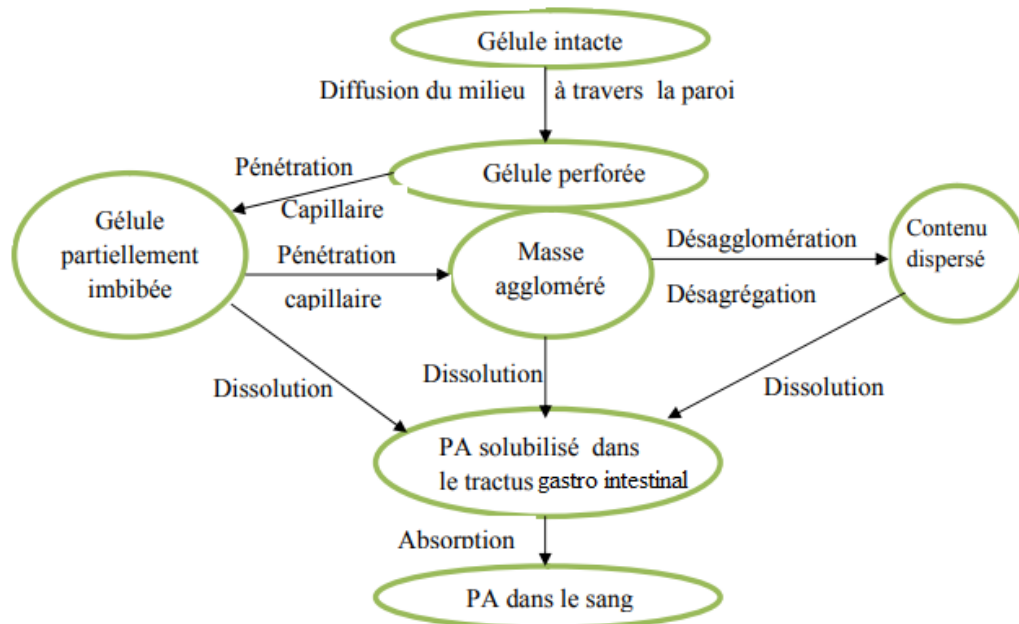 Gélule intacte
Diffusion du milieu à travers la paroi
Gélule perforée
Pénétration
Capillaire
Gélule
partiellement
imbibée
Pénétration
capillaire
Masse
aggloméré
Désagglomération
Désagrégation
Contenu
dispersé
Dissolution
Dissolution
Dissolution
PA solubilisé dans
le tractus gastro intestinal
Absorption
PA dans le sang